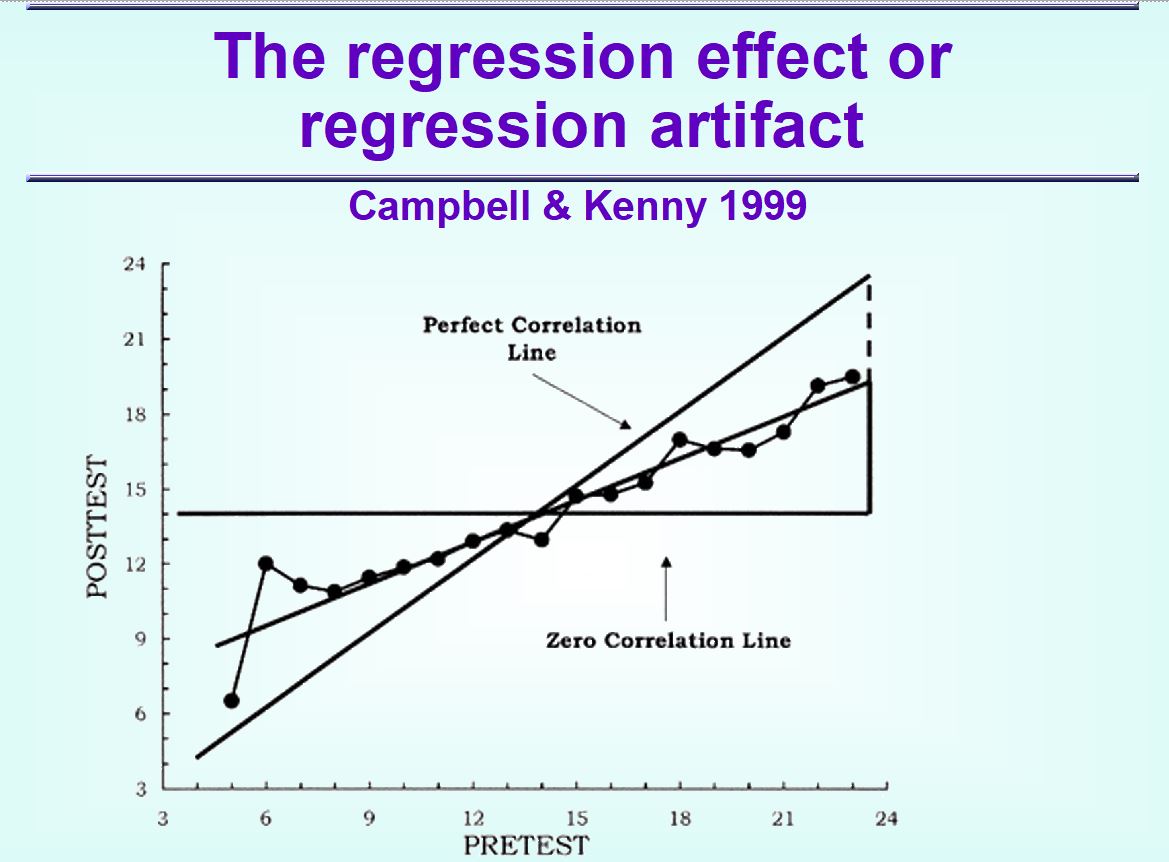 The regression effect or
regression artifact
Campbell & Kenny 1999
24
Perfect Correlation
Line
21
18
15
POSTTEST
12
Zero Correlation Line
9
6
3
3 6 9 12 15 18 21 24
PRETEST